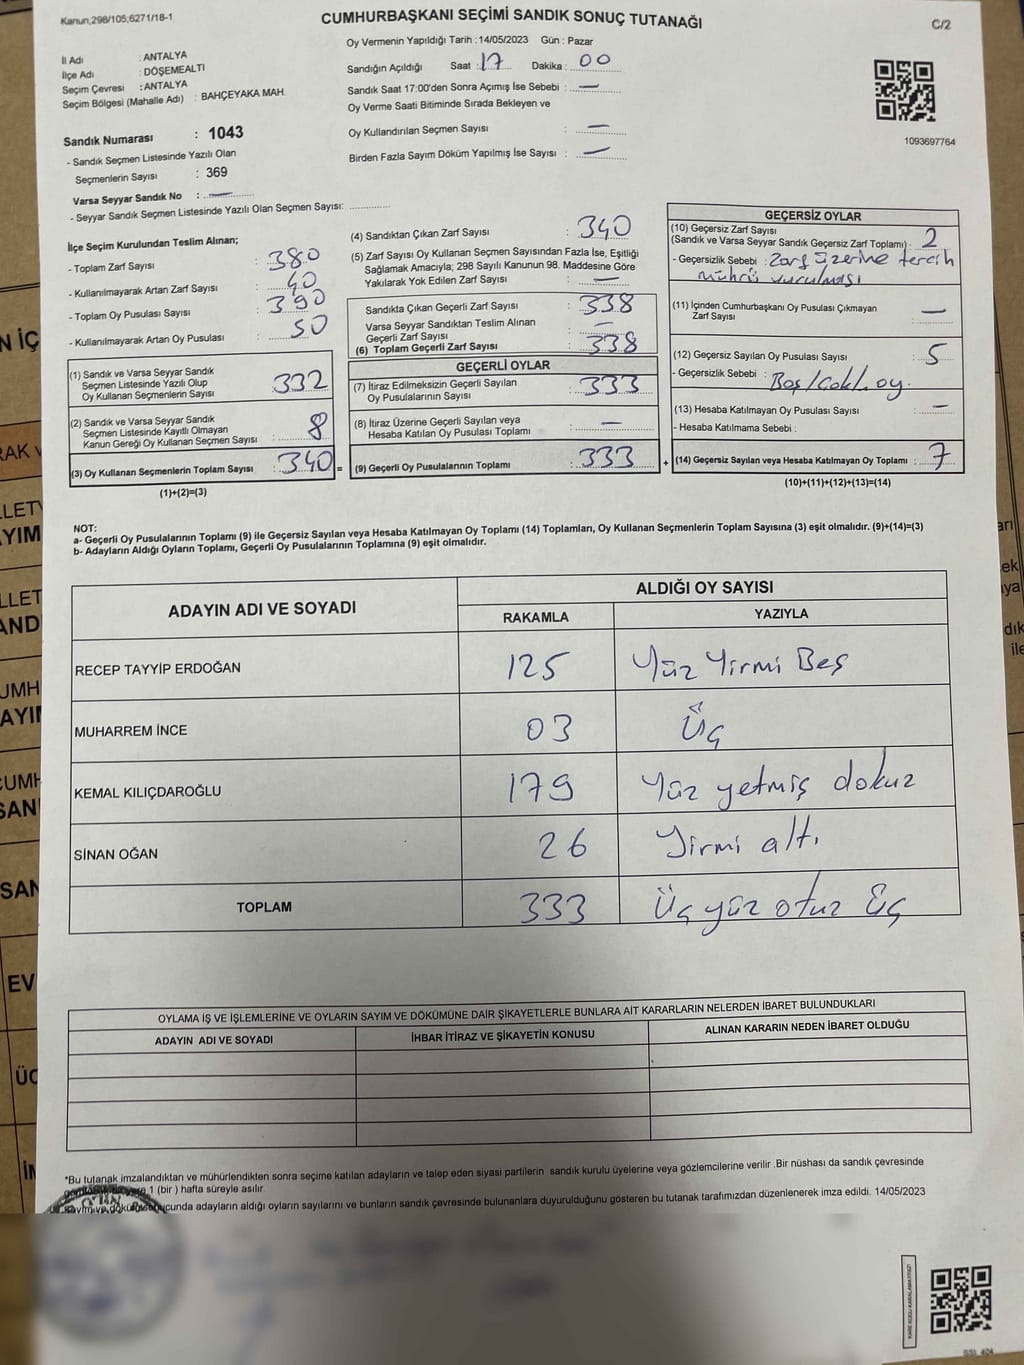 Kanun;298/105,6271/18-1
CUMHURBAŞKANI SEÇİMİ SANDIK SONUÇ TUTANAĞI
C/2
Oy Vermenin Yapıldığı Tarih : 14/05/2023 Gün : Pazar
İl Adı : ANTALYA
İlçe Adı : DÖŞEMEALTI
Seçim Çevresi : ANTALYA
Seçim Bölgesi (Mahalle Adı) : BAHÇEYAKA MAH.
Sandığın Açıldığı Saat : 17 Dakika : 00
Sandık Saat 17:00'den Sonra Açımış İse Sebebi : —
Oy Verme Saati Bitiminde Sırada Bekleyen ve
Oy Kullandırılan Seçmen Sayısı : —
Birden Fazla Sayım Döküm Yapılmış İse Sayısı : —
1093697764
Sandık Numarası : 1043
- Sandık Seçmen Listesinde Yazılı Olan
Seçmenlerin Sayısı : 369
Varsa Seyyar Sandık No : —
- Seyyar Sandık Seçmen Listesinde Yazılı Olan Seçmen Sayısı:
İlçe Seçim Kurulundan Teslim Alınan;
- Toplam Zarf Sayısı : 380
- Kullanılmayarak Artan Zarf Sayısı : 40
- Toplam Oy Pusulası Sayısı : 390
- Kullanılmayarak Artan Oy Pusulası : 50
(1) Sandık ve Varsa Seyyar Sandık
Seçmen Listesinde Yazılı Olup
Oy Kullanan Seçmenlerin Sayısı : 332
(2) Sandık ve Varsa Seyyar Sandık
Seçmen Listesinde Kayıtlı Olmayan
Kanun Gereği Oy Kullanan Seçmen Sayısı : 8
(3) Oy Kullanan Seçmenlerin Toplam Sayısı : 340 =
(1)+(2)=(3)
(4) Sandıktan Çıkan Zarf Sayısı : 340
(5) Zarf Sayısı Oy Kullanan Seçmen Sayısından Fazla İse, Eşitliği
Sağlamak Amacıyla; 298 Sayılı Kanunun 98. Maddesine Göre
Yakılarak Yok Edilen Zarf Sayısı : —
Sandıkta Çıkan Geçerli Zarf Sayısı : 338
Varsa Seyyar Sandıktan Teslim Alınan
Geçerli Zarf Sayısı : —
(6) Toplam Geçerli Zarf Sayısı : 338
GEÇERLİ OYLAR
(7) İtiraz Edilmeksizin Geçerli Sayılan
Oy Pusulalarının Sayısı : 333
(8) İtiraz Üzerine Geçerli Sayılan veya
Hesaba Katılan Oy Pusulası Toplamı : —
(9) Geçerli Oy Pusulalarının Toplamı : 333 +
GEÇERSİZ OYLAR
(10) Geçersiz Zarf Sayısı
(Sandık ve Varsa Seyyar Sandık Geçersiz Zarf Toplamı) : 2
- Geçersizlik Sebebi : Zarf üzerine tercih
mührü vurulması
(11) İçinden Cumhurbaşkanı Oy Pusulası Çıkmayan
Zarf Sayısı : —
(12) Geçersiz Sayılan Oy Pusulası Sayısı : 5
- Geçersizlik Sebebi : Boş/Çok oy.
(13) Hesaba Katılmayan Oy Pusulası Sayısı : —
- Hesaba Katılmama Sebebi :
(14) Geçersiz Sayılan veya Hesaba Katılmayan Oy Toplamı : 7
(10)+(11)+(12)+(13)=(14)
NOT:
a- Geçerli Oy Pusulalarının Toplamı (9) ile Geçersiz Sayılan veya Hesaba Katılmayan Oy Toplamı (14) Toplamları, Oy Kullanan Seçmenlerin Toplam Sayısına (3) eşit olmalıdır. (9)+(14)=(3)
b- Adayların Aldığı Oyların Toplamı, Geçerli Oy Pusulalarının Toplamına (9) eşit olmalıdır.
ADAYIN ADI VE SOYADI
ALDIĞI OY SAYISI
RAKAMLA YAZIYLA
RECEP TAYYİP ERDOĞAN 125 Yüz Yirmi Beş
MUHARREM İNCE 03 Üç
KEMAL KILIÇDAROĞLU 179 Yüz yetmiş dokuz
SİNAN OĞAN 26 Yirmi altı
TOPLAM 333 Üç yüz otuz üç
OYLAMA İŞ VE İŞLEMLERİNE VE OYLARIN SAYIM VE DÖKÜMÜNE DAİR ŞİKAYETLERLE BUNLARA AİT KARARLARIN NELERDEN İBARET BULUNDUKLARI
ADAYIN ADI VE SOYADI İHBAR İTİRAZ VE ŞİKAYETİN KONUSU ALINAN KARARIN NEDEN İBARET OLDUĞU
*Bu tutanak imzalandıktan ve mühürlendikten sonra seçime katılan adayların ve talep eden siyasi partilerin sandık kurulu üyelerine veya gözlemcilerine verilir .Bir nüshası da sandık çevresinde
1 (bir ) hafta süreyle asılır.
adayların aldığı oyların sayılarını ve bunların sandık çevresinde bulunanlara duyurulduğunu gösteren bu tutanak tarafımızdan düzenlenerek imza edildi. 14/05/2023